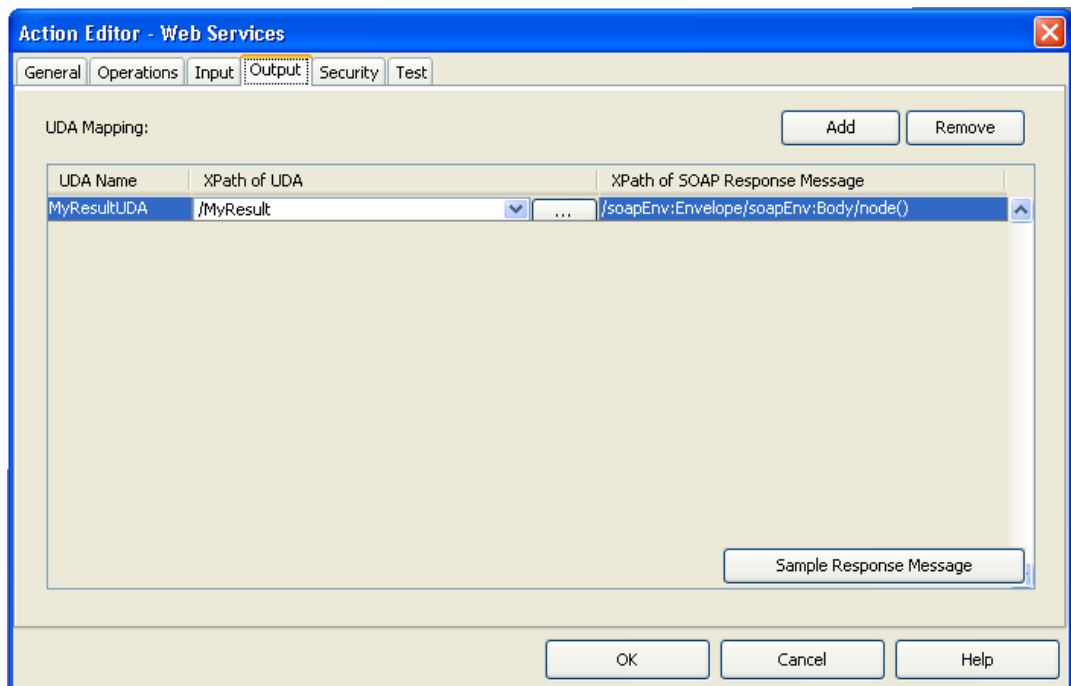 Action Editor - Web Services
General Operations Input Output Security Test
UDA Mapping: Add Remove
UDA Name XPath of UDA XPath of SOAP Response Message
MyResultUDA /MyResult ... /soapEnv:Envelope/soapEnv:Body/node()
Sample Response Message
OK Cancel Help